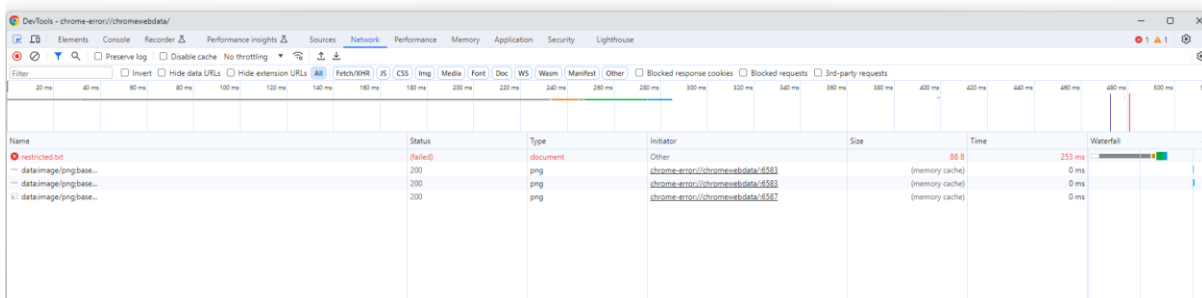 DevTools - chrome-error://chromewebdata/
Elements Console Recorder Performance insights Sources Network Performance Memory Application Security Lighthouse 1 1
Preserve log Disable cache No throttling
Filter Invert Hide data URLs Hide extension URLs All Fetch/XHR JS CSS Img Media Font Doc WS Wasm Manifest Other Blocked response cookies Blocked requests 3rd-party requests
20 ms 40 ms 60 ms 80 ms 100 ms 120 ms 140 ms 160 ms 180 ms 200 ms 220 ms 240 ms 260 ms 280 ms 300 ms 320 ms 340 ms 360 ms 380 ms 400 ms 420 ms 440 ms 460 ms 480 ms 500 ms
Name Status Type Initiator Size Time Waterfall
restricted.txt (failed) document Other 88 B 253 ms
data:image/png;base... 200 png chrome-error://chromewebdata/:6583 (memory cache) 0 ms
data:image/png;base... 200 png chrome-error://chromewebdata/:6583 (memory cache) 0 ms
data:image/png;base... 200 png chrome-error://chromewebdata/:6587 (memory cache) 0 ms